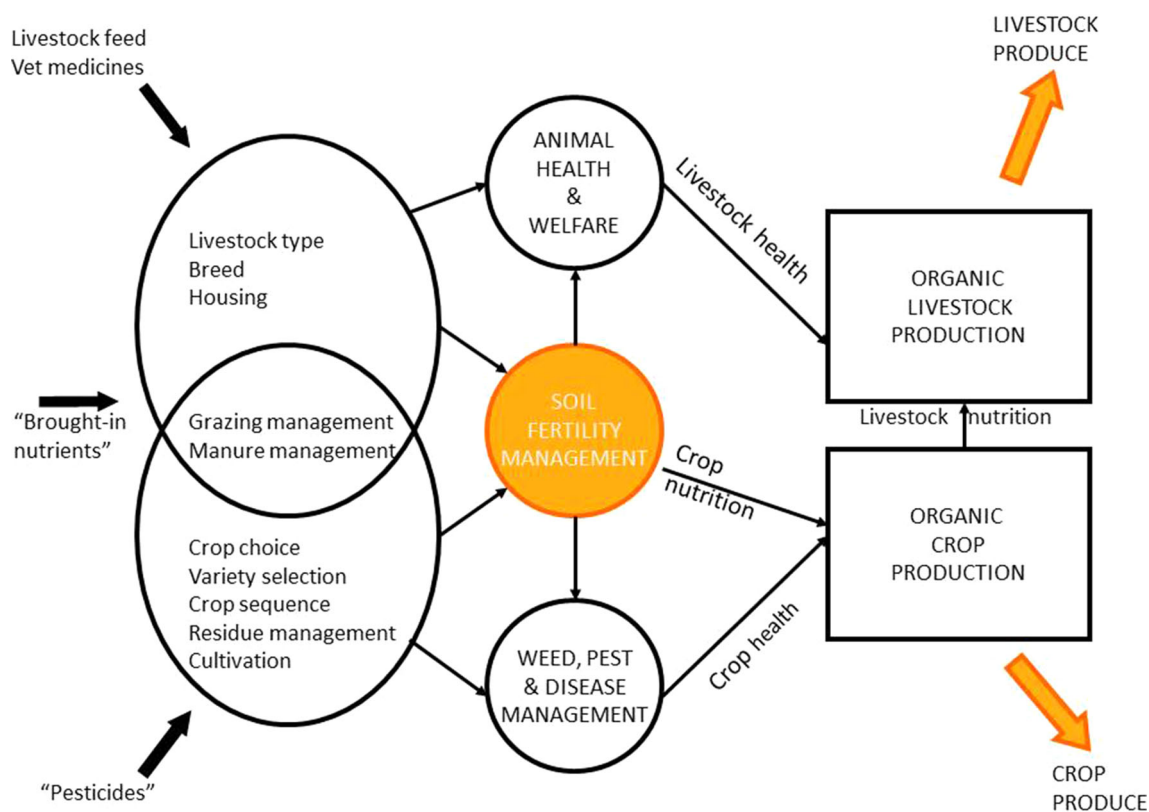 Livestock feed
Vet medicines
LIVESTOCK
PRODUCE
ANIMAL
HEALTH
&
WELFARE
Livestock health
Livestock type
Breed
Housing
ORGANIC
LIVESTOCK
PRODUCTION
“Brought-in
nutrients”
Grazing management
Manure management
SOIL
FERTILITY
MANAGEMENT
Livestock nutrition
Crop
nutrition
ORGANIC
CROP
PRODUCTION
Crop choice
Variety selection
Crop sequence
Residue management
Cultivation
WEED, PEST
& DISEASE
MANAGEMENT
Crop health
“Pesticides”
CROP
PRODUCE